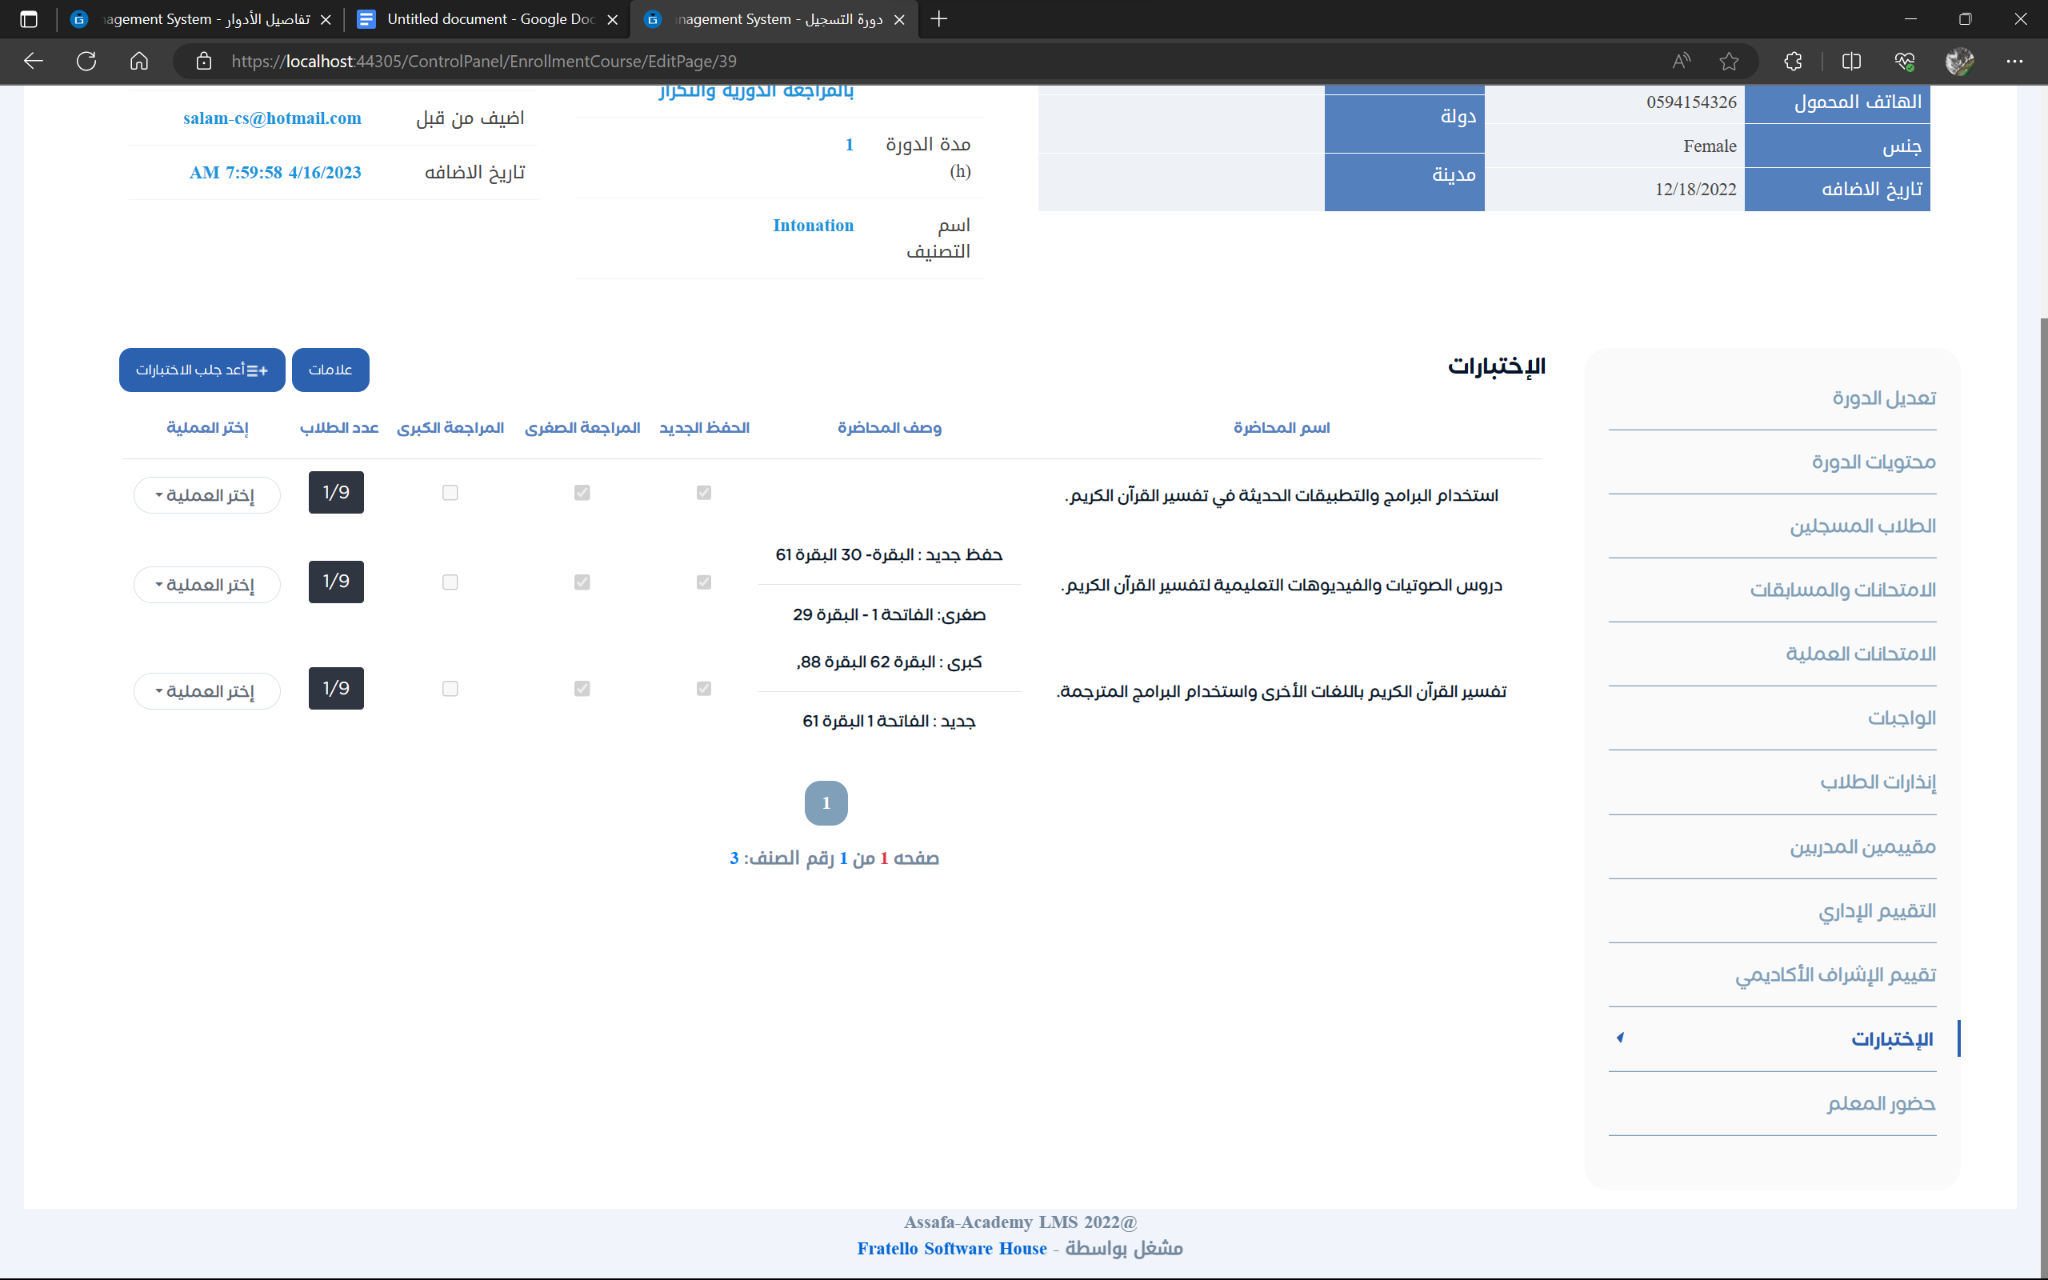 تفاصيل الأدوار - nagement System
Untitled document - Google Doc
دورة التسجيل - nagement System
https://localhost:44305/ControlPanel/EnrollmentCourse/EditPage/39
الهاتف المحمول 0594154326
جنس Female
تاريخ الاضافه 12/18/2022
دولة
مدينة
بالمراجعة الدورية والتكرار
مدة الدورة 1
(h)
اسم Intonation
التصنيف
اضيف من قبل salam-cs@hotmail.com
تاريخ الاضافه AM 7:59:58 4/16/2023
تعديل الدورة
محتويات الدورة
الطلاب المسجلين
الامتحانات والمسابقات
الامتحانات العملية
الواجبات
إنذارات الطلاب
مقييمين المدربين
التقييم الإداري
تقييم الإشراف الأكاديمي
الإختبارات
حضور المعلم
الإختبارات
علامات
أعد جلب الاختبارات
اسم المحاضرة وصف المحاضرة الحفظ الجديد المراجعة الصغرى المراجعة الكبرى عدد الطلاب إختر العملية
استخدام البرامج والتطبيقات الحديثة في تفسير القرآن الكريم. 1/9 إختر العملية
حفظ جديد : البقرة- 30 البقرة 61
دروس الصوتيات والفيديوهات التعليمية لتفسير القرآن الكريم. 1/9 إختر العملية
صغرى: الفاتحة 1 - البقرة 29
كبرى : البقرة 62 البقرة 88,
تفسير القرآن الكريم باللغات الأخرى واستخدام البرامج المترجمة. 1/9 إختر العملية
جديد : الفاتحة 1 البقرة 61
1
صفحه 1 من 1 رقم الصنف: 3
Assafa-Academy LMS 2022@
مشغل بواسطة - Fratello Software House